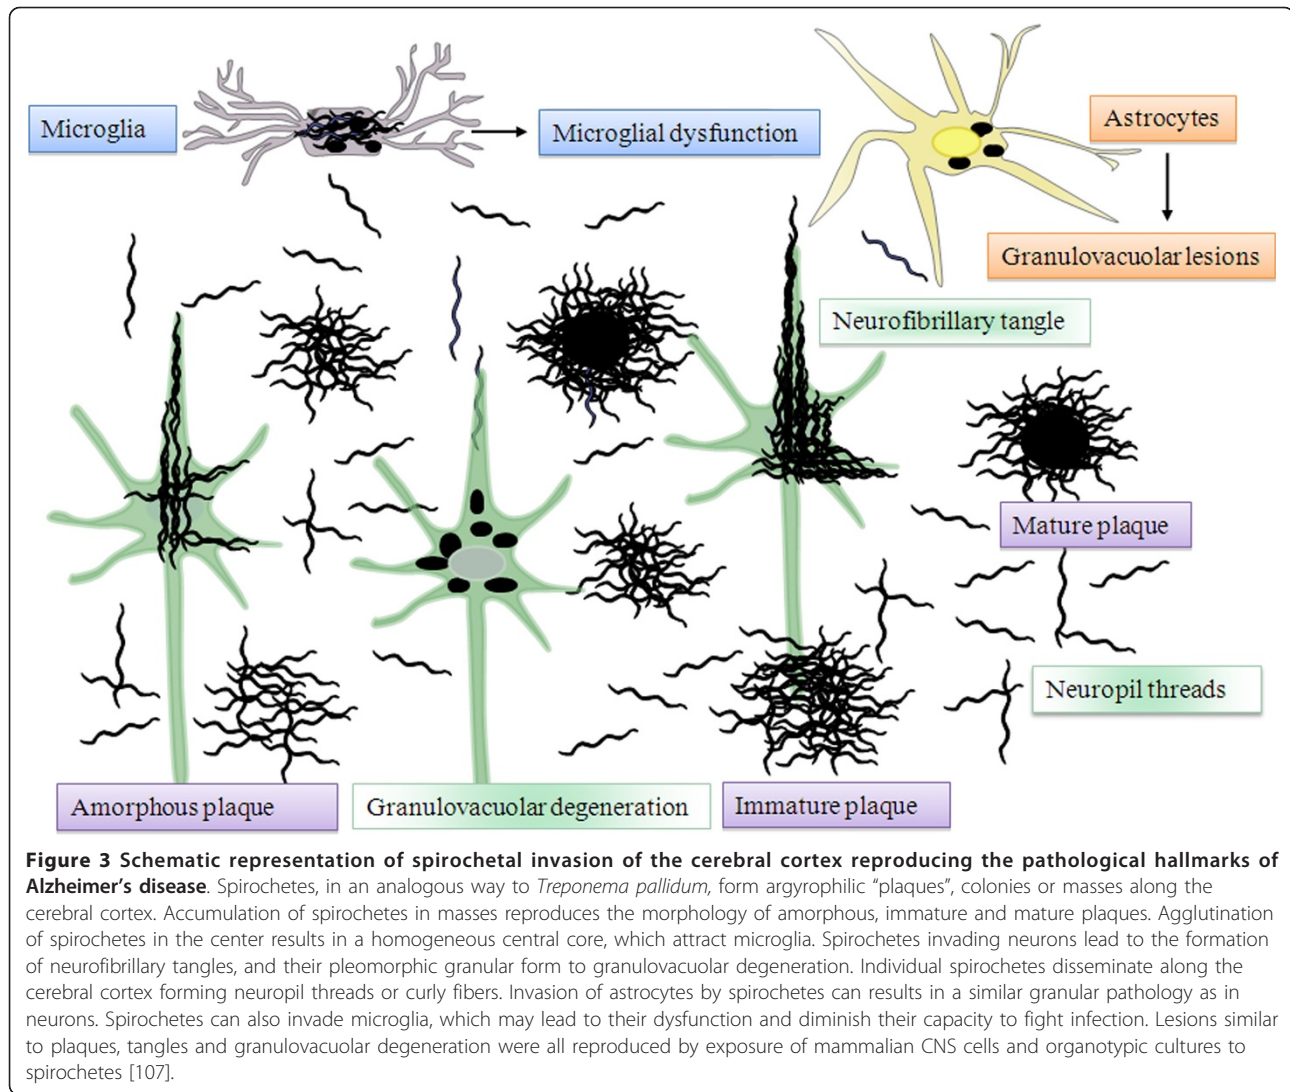 Microglia
Microglial dysfunction
Astrocytes
Granulovacuolar lesions
Neurofibrillary tangle
Mature plaque
Neuropil threads
Amorphous plaque
Granulovacuolar degeneration
Immature plaque
Figure 3 Schematic representation of spirochetal invasion of the cerebral cortex reproducing the pathological hallmarks of
Alzheimer's disease. Spirochetes, in an analogous way to Treponema pallidum, form argyrophilic "plaques", colonies or masses along the
cerebral cortex. Accumulation of spirochetes in masses reproduces the morphology of amorphous, immature and mature plaques. Agglutination
of spirochetes in the center results in a homogeneous central core, which attract microglia. Spirochetes invading neurons lead to the formation
of neurofibrillary tangles, and their pleomorphic granular form to granulovacuolar degeneration. Individual spirochetes disseminate along the
cerebral cortex forming neuropil threads or curly fibers. Invasion of astrocytes by spirochetes can results in a similar granular pathology as in
neurons. Spirochetes can also invade microglia, which may lead to their dysfunction and diminish their capacity to fight infection. Lesions similar
to plaques, tangles and granulovacuolar degeneration were all reproduced by exposure of mammalian CNS cells and organotypic cultures to
spirochetes [107].